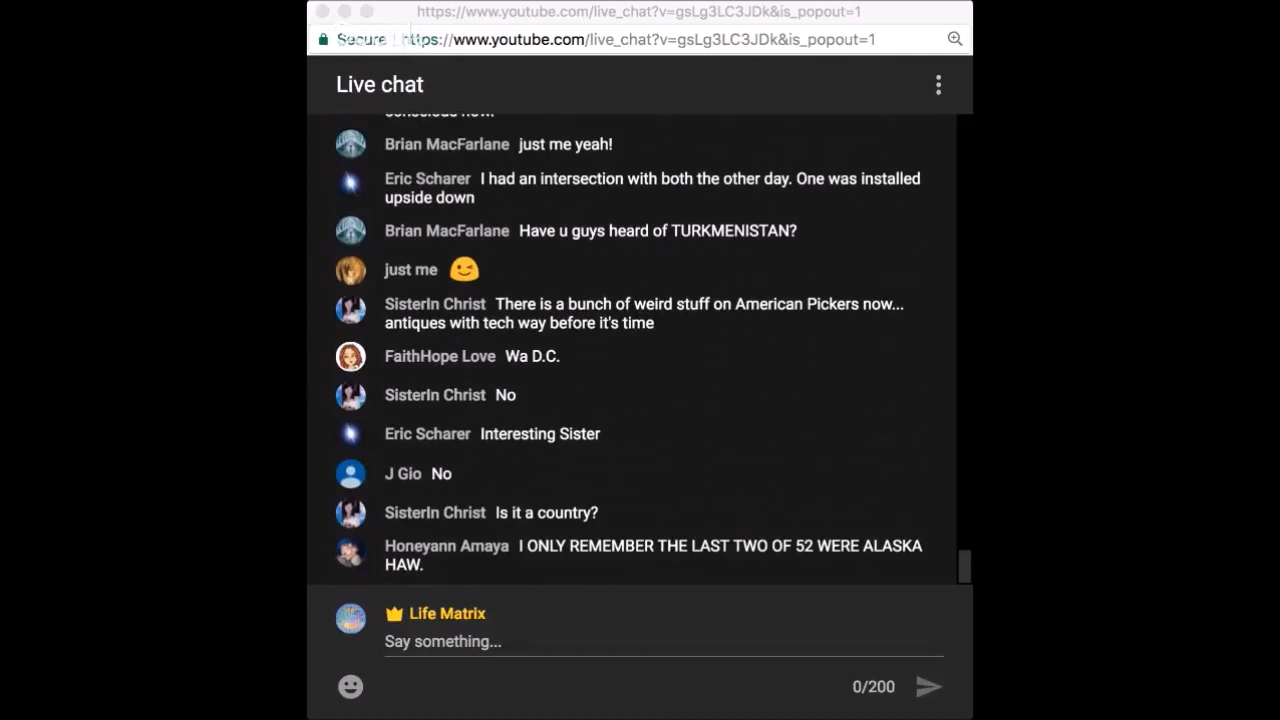 https://www.youtube.com/live_chat?v=gsLg3LC3JDk&is_popout=1
Secure https://www.youtube.com/live_chat?v=gsLg3LC3JDk&is_popout=1
Live chat
conscious now.
Brian MacFarlane just me yeah!
Eric Scharer I had an intersection with both the other day. One was installed
upside down
Brian MacFarlane Have u guys heard of TURKMENISTAN?
just me
SisterIn Christ There is a bunch of weird stuff on American Pickers now...
antiques with tech way before it's time
FaithHope Love Wa D.C.
SisterIn Christ No
Eric Scharer Interesting Sister
J Gio No
SisterIn Christ Is it a country?
Honeyann Amaya I ONLY REMEMBER THE LAST TWO OF 52 WERE ALASKA
HAW.
Life Matrix
Say something...
0/200